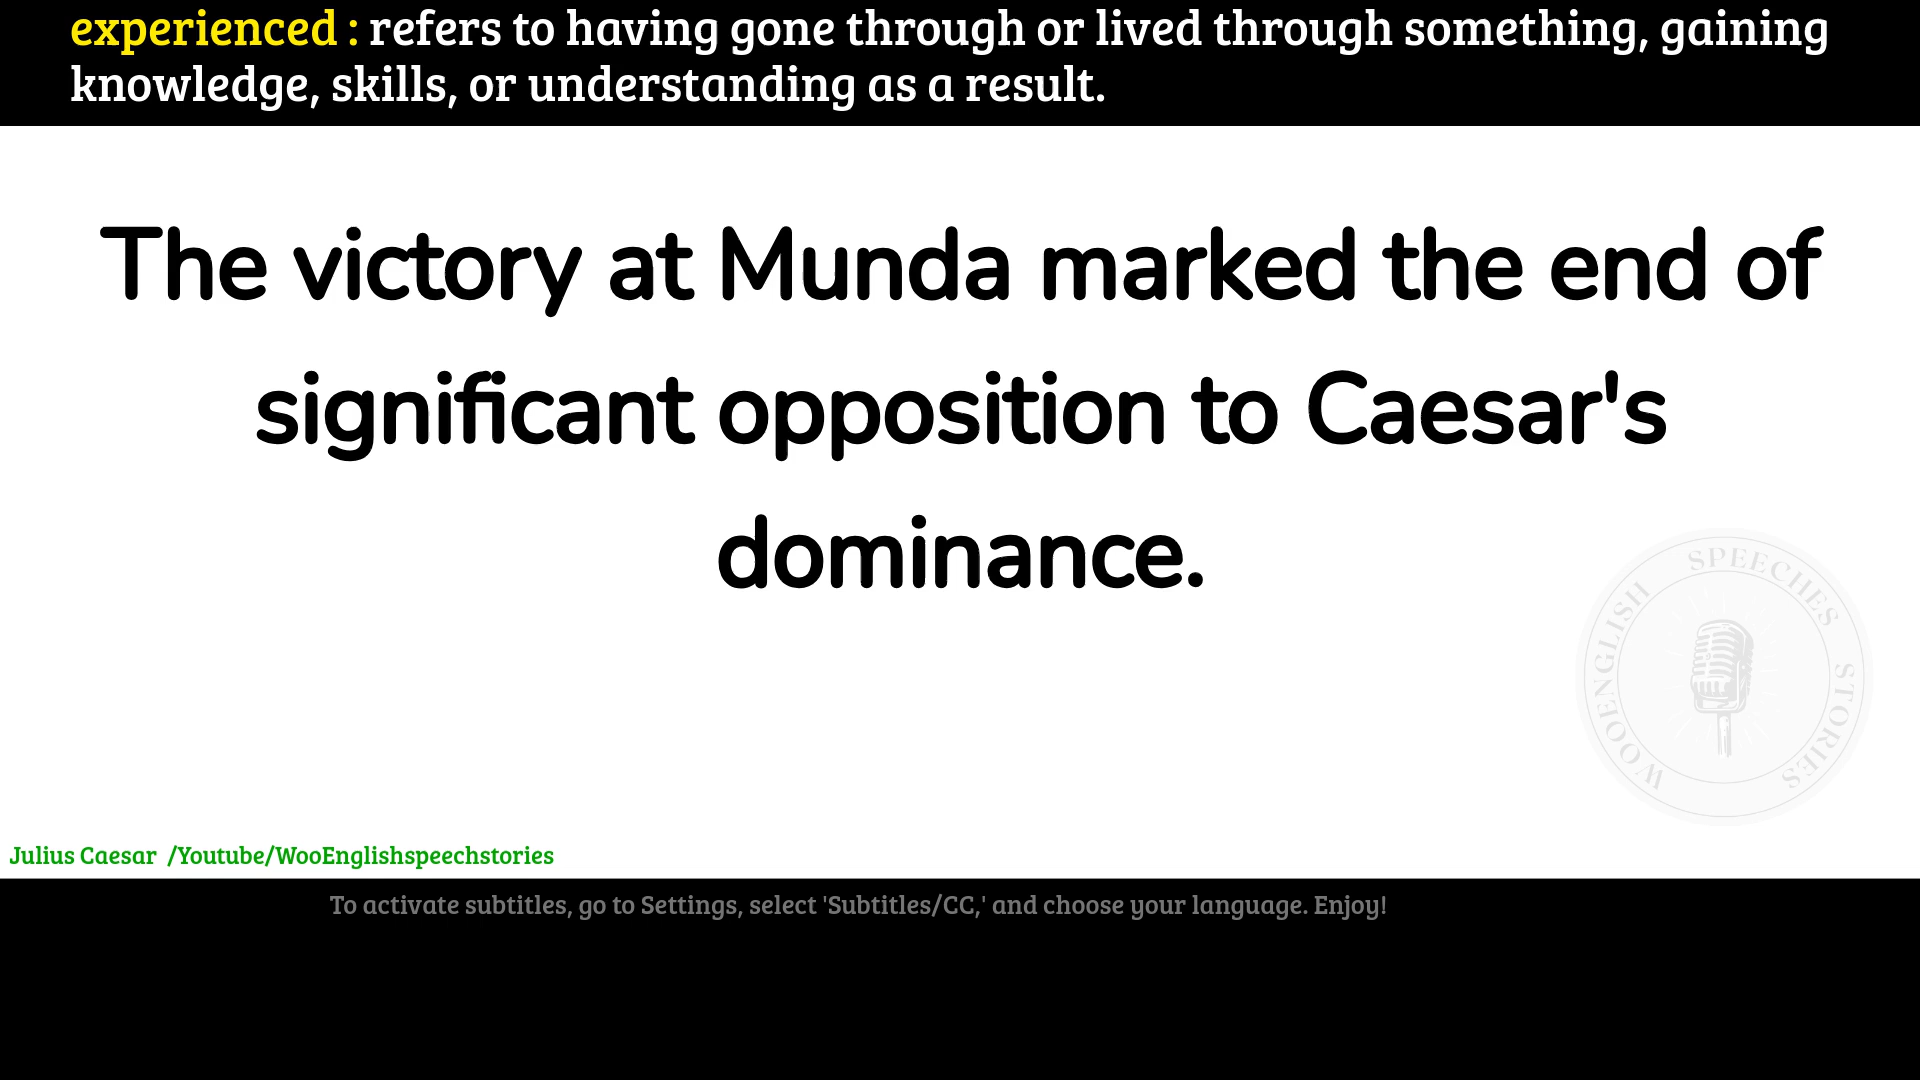 experienced : refers to having gone through or lived through something, gaining
knowledge, skills, or understanding as a result.
The victory at Munda marked the end of
significant opposition to Caesar's
dominance.
WOOENGLISH SPEECHES STORIES
Julius Caesar /Youtube/WooEnglishspeechstories
To activate subtitles, go to Settings, select 'Subtitles/CC,' and choose your language. Enjoy!